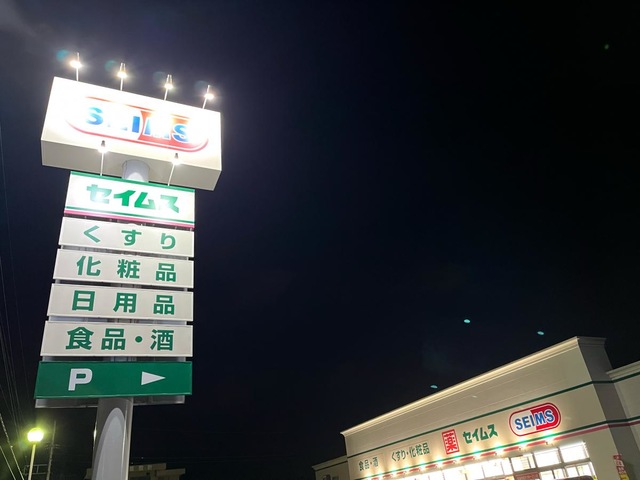 SEIMS
セイムス
くすり
化粧品
日用品
食品・酒
P
食品・酒 くすり・化粧品 薬 セイムス SEIMS